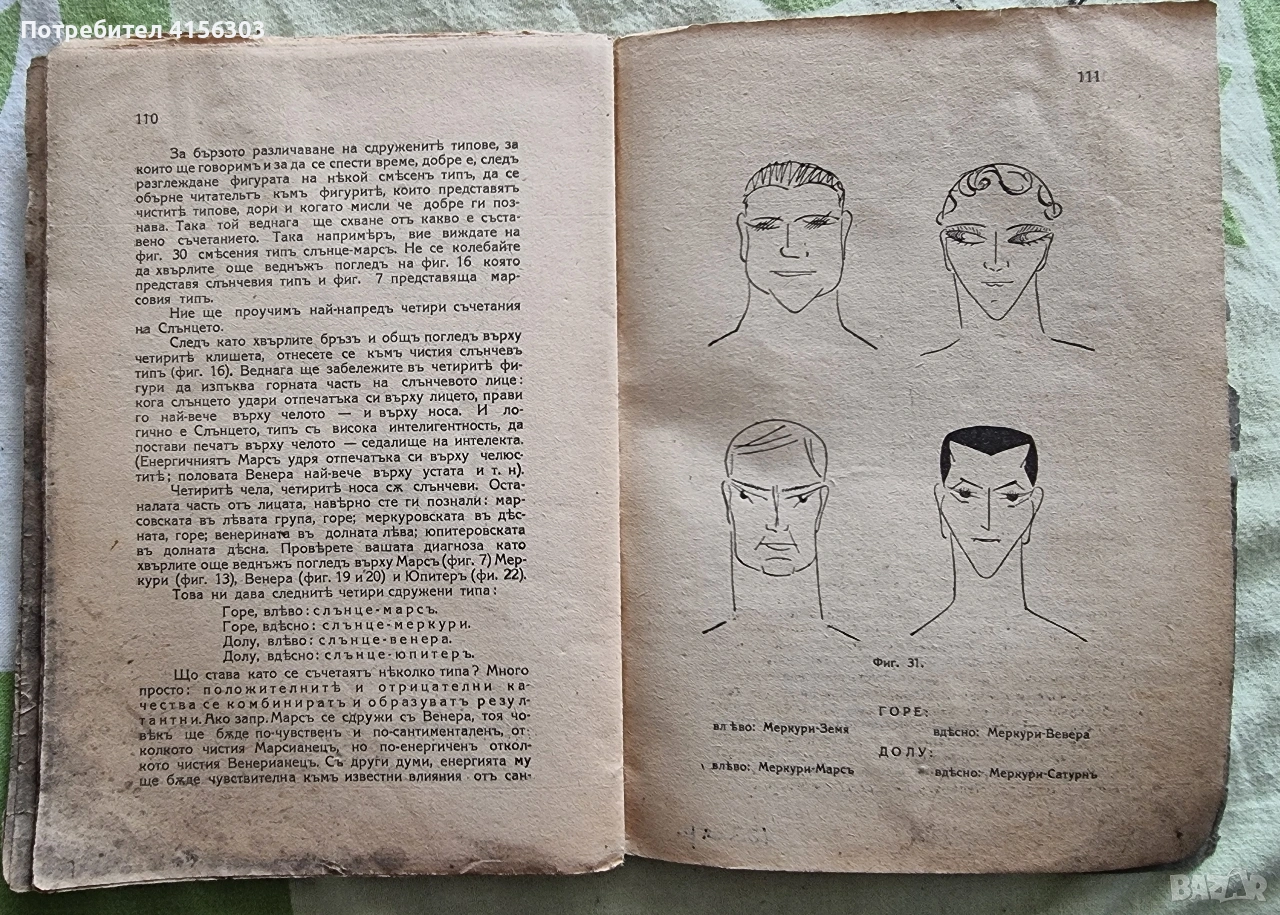 Потребител 4156303
110
За бързото различаване на сдруженитѣ типове, за
които ще говоримъ и за да се спести време, добре е, следъ
разглеждане фигурата на нѣкой смѣсенъ типъ, да се
обърне читательтъ къмъ фигуритѣ, които представятъ
чиститѣ типове, дори и когато мисли че добре ги поз-
нава. Така той веднага ще схване отъ какво е съста-
вено съчетанието. Така напримѣръ, вие виждате на
фиг. 30 смѣсения типъ слънце-марсъ. Не се колебайте
да хвърлите още веднъжъ погледъ на фиг. 16 която
представя слънчевия типъ и фиг. 7 представяща мар-
совия типъ.
Ние ще проучимъ най-напредъ четири съчетания
на Слънцето.
Следъ като хвърлите бръзъ и общъ погледъ върху
четиритѣ клишета, отнесете се къмъ чистия слънчевъ
типъ (фиг. 16). Веднага ще забележите въ четиритѣ фи-
гури да изпъква горната часть на слънчевото лице:
кога слънцето удари отпечатъка си върху лицето, прави
го най-вече върху челото — и върху носа. И ло-
гично е Слънцето, типъ съ висока интелигентность, да
постави печатъ върху челото — седалище на интелекта.
(Енергичниятъ Марсъ удря отпечатъка си върху челюс-
титѣ; половата Венера най-вече върху устата и т. н).
Четиритѣ чела, четиритѣ носа сѫ слънчеви. Оста-
налата часть отъ лицата, навѣрно сте ги познали: мар-
совската въ лѣвата група, горе; меркуровската въ дѣс-
ната, горе; венерината въ долната лѣва; юпитеровската
въ долната дѣсна. Провѣрете вашата диагноза като
хвърлите още веднъжъ погледъ върху Марсъ (фиг. 7) Мер-
кури (фиг. 13), Венера (фиг. 19 и 20) и Юпитеръ (фи. 22).
Това ни дава следнитѣ четири сдружени типа:
Горе, влѣво: слънце-марсъ.
Горе, вдѣсно: слънце-меркури.
Долу, влѣво: слънце-венера.
Долу, вдѣсно: слънце-юпитеръ.
Що става като се съчетаятъ нѣколко типа? Много
просто: положителнитѣ и отрицателни ка-
чества се комбиниратъ и образуватъ резул-
тантни. Ако запр. Марсъ се сдружи съ Венера, тоя чо-
вѣкъ ще бѫде по-чувственъ и по-сантименталенъ, от-
колкото чистия Марсианецъ, но по-енергиченъ откол-
кото чистия Венерианецъ. Съ други думи, енергията му
ще бѫде чувствителна къмъ известни влияния отъ сан-
111
Фиг. 31.
ГОРЕ:
влѣво: Меркури-Земя
вдѣсно: Меркури-Вевера
ДОЛУ:
влѣво: Меркури-Марсъ
вдѣсно: Меркури-Сатурнъ
BAZAR